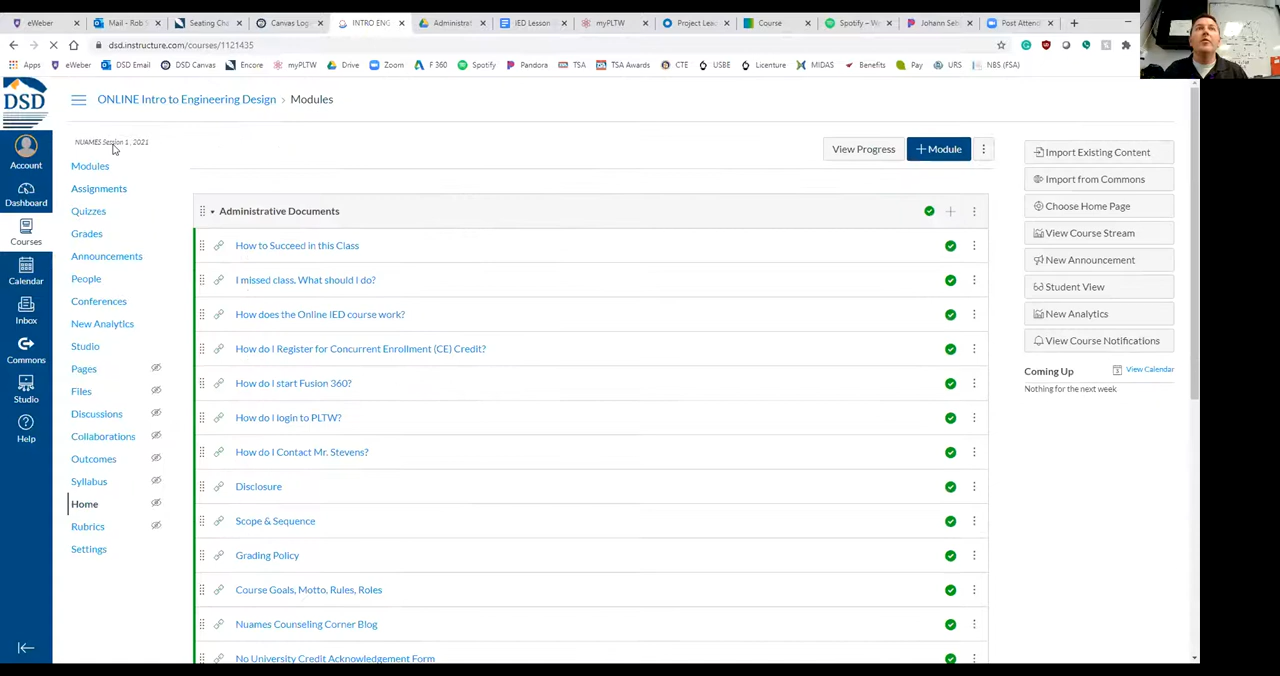 eWeber
Mail - Rob S
Seating Cha
Canvas Log
INTRO ENG
Administrat
IED Lesson
myPLTW
Project Lea
Course
Spotify – W
Johann Seb
Post Attend
dsd.instructure.com/courses/1121435
Apps
eWeber
DSD Email
DSD Canvas
Encore
myPLTW
Drive
Zoom
F 360
Spotify
Pandora
TSA
TSA Awards
CTE
USBE
Licenture
MIDAS
Benefits
Pay
URS
NBS (FSA)
DSD
Account
Dashboard
Courses
Calendar
Inbox
Commons
Studio
Help
ONLINE Intro to Engineering Design › Modules
NUAMES Session 1, 2021
Modules
Assignments
Quizzes
Grades
Announcements
People
Conferences
New Analytics
Studio
Pages
Files
Discussions
Collaborations
Outcomes
Syllabus
Home
Rubrics
Settings
View Progress
+ Module
Administrative Documents
How to Succeed in this Class
I missed class. What should I do?
How does the Online IED course work?
How do I Register for Concurrent Enrollment (CE) Credit?
How do I start Fusion 360?
How do I login to PLTW?
How do I Contact Mr. Stevens?
Disclosure
Scope & Sequence
Grading Policy
Course Goals, Motto, Rules, Roles
Nuames Counseling Corner Blog
No University Credit Acknowledgement Form
Import Existing Content
Import from Commons
Choose Home Page
View Course Stream
New Announcement
Student View
New Analytics
View Course Notifications
Coming Up
View Calendar
Nothing for the next week